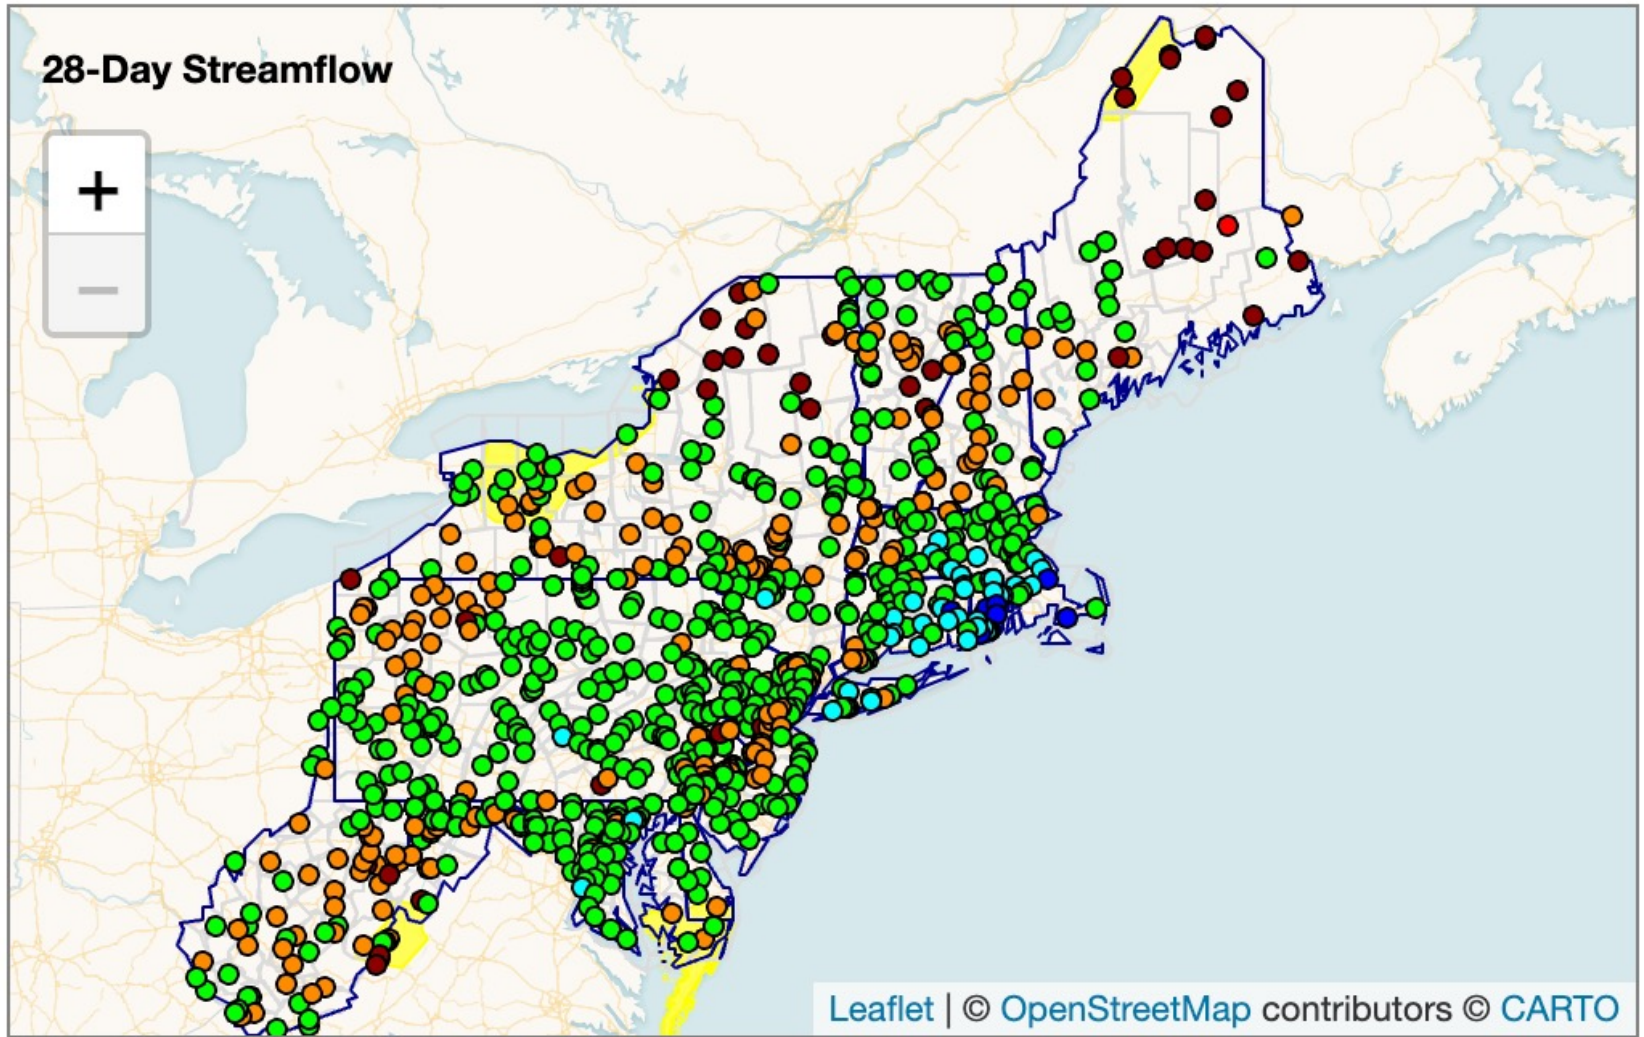 28-Day Streamflow
+
−
Leaflet | © OpenStreetMap contributors © CARTO